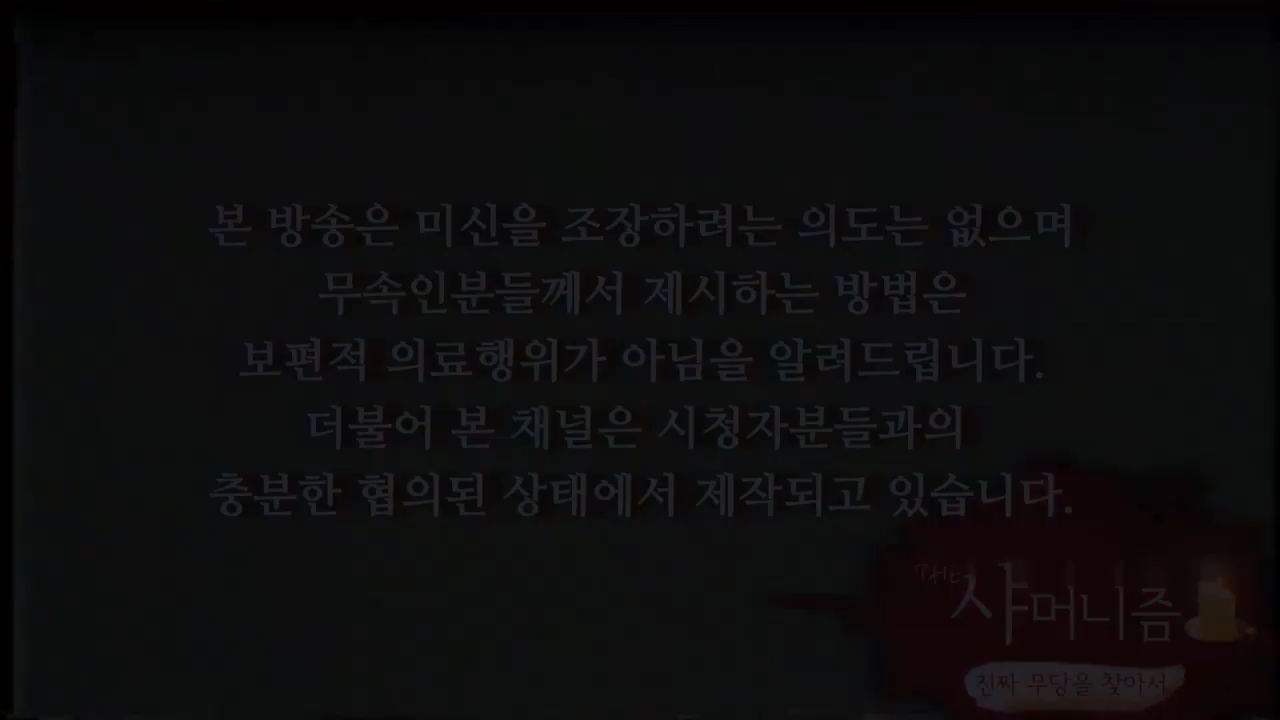 본 방송은 미신을 조장하려는 의도는 없으며
무속인분들께서 제시하는 방법은
보편적 의료행위가 아님을 알려드립니다.
더불어 본 채널은 시청자분들과의
충분한 협의된 상태에서 제작되고 있습니다.
THE 샤머니즘
진짜 무당을 찾아서